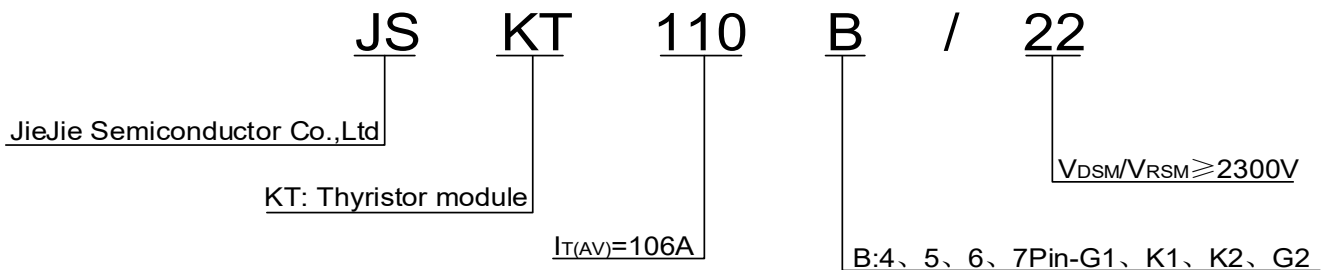 JS KT 110 B / 22
JieJie Semiconductor Co.,Ltd
VDSM/VRSM≥2300V
KT: Thyristor module
IT(AV)=106A
B:4、5、6、7Pin-G1、K1、K2、G2